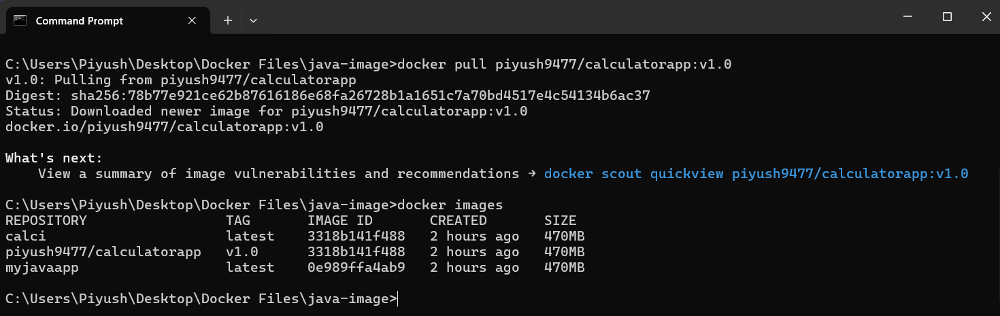 Command Prompt
C:\Users\Piyush\Desktop\Docker Files\java-image>docker pull piyush9477/calculatorapp:v1.0
v1.0: Pulling from piyush9477/calculatorapp
Digest: sha256:78b77e921ce62b87616186e68fa26728b1a1651c7a70bd4517e4c54134b6ac37
Status: Downloaded newer image for piyush9477/calculatorapp:v1.0
docker.io/piyush9477/calculatorapp:v1.0
What's next:
    View a summary of image vulnerabilities and recommendations → docker scout quickview piyush9477/calculatorapp:v1.0
C:\Users\Piyush\Desktop\Docker Files\java-image>docker images
REPOSITORY                 TAG       IMAGE ID       CREATED       SIZE
calci                      latest    3318b141f488   2 hours ago   470MB
piyush9477/calculatorapp   v1.0      3318b141f488   2 hours ago   470MB
myjavaapp                  latest    0e989ffa4ab9   2 hours ago   470MB
C:\Users\Piyush\Desktop\Docker Files\java-image>